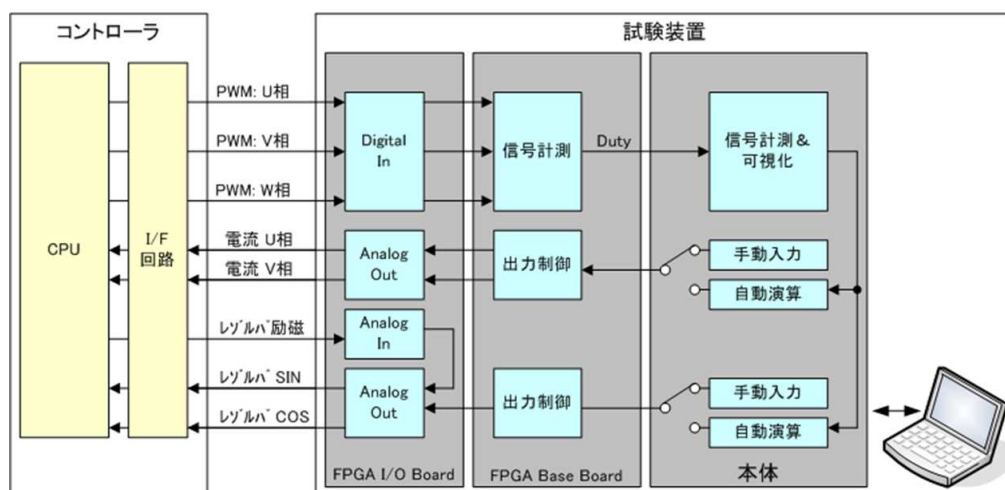 コントローラ
試験装置
PWM: U相
PWM: V相
PWM: W相
Digital
In
信号計測
Duty
信号計測＆
可視化
CPU
I/F
回路
電流 U相
電流 V相
Analog
Out
出力制御
手動入力
自動演算
ﾚｿﾞﾙﾊﾞ励磁
Analog
In
ﾚｿﾞﾙﾊﾞ SIN
ﾚｿﾞﾙﾊﾞ COS
Analog
Out
出力制御
手動入力
自動演算
FPGA I/O Board
FPGA Base Board
本体